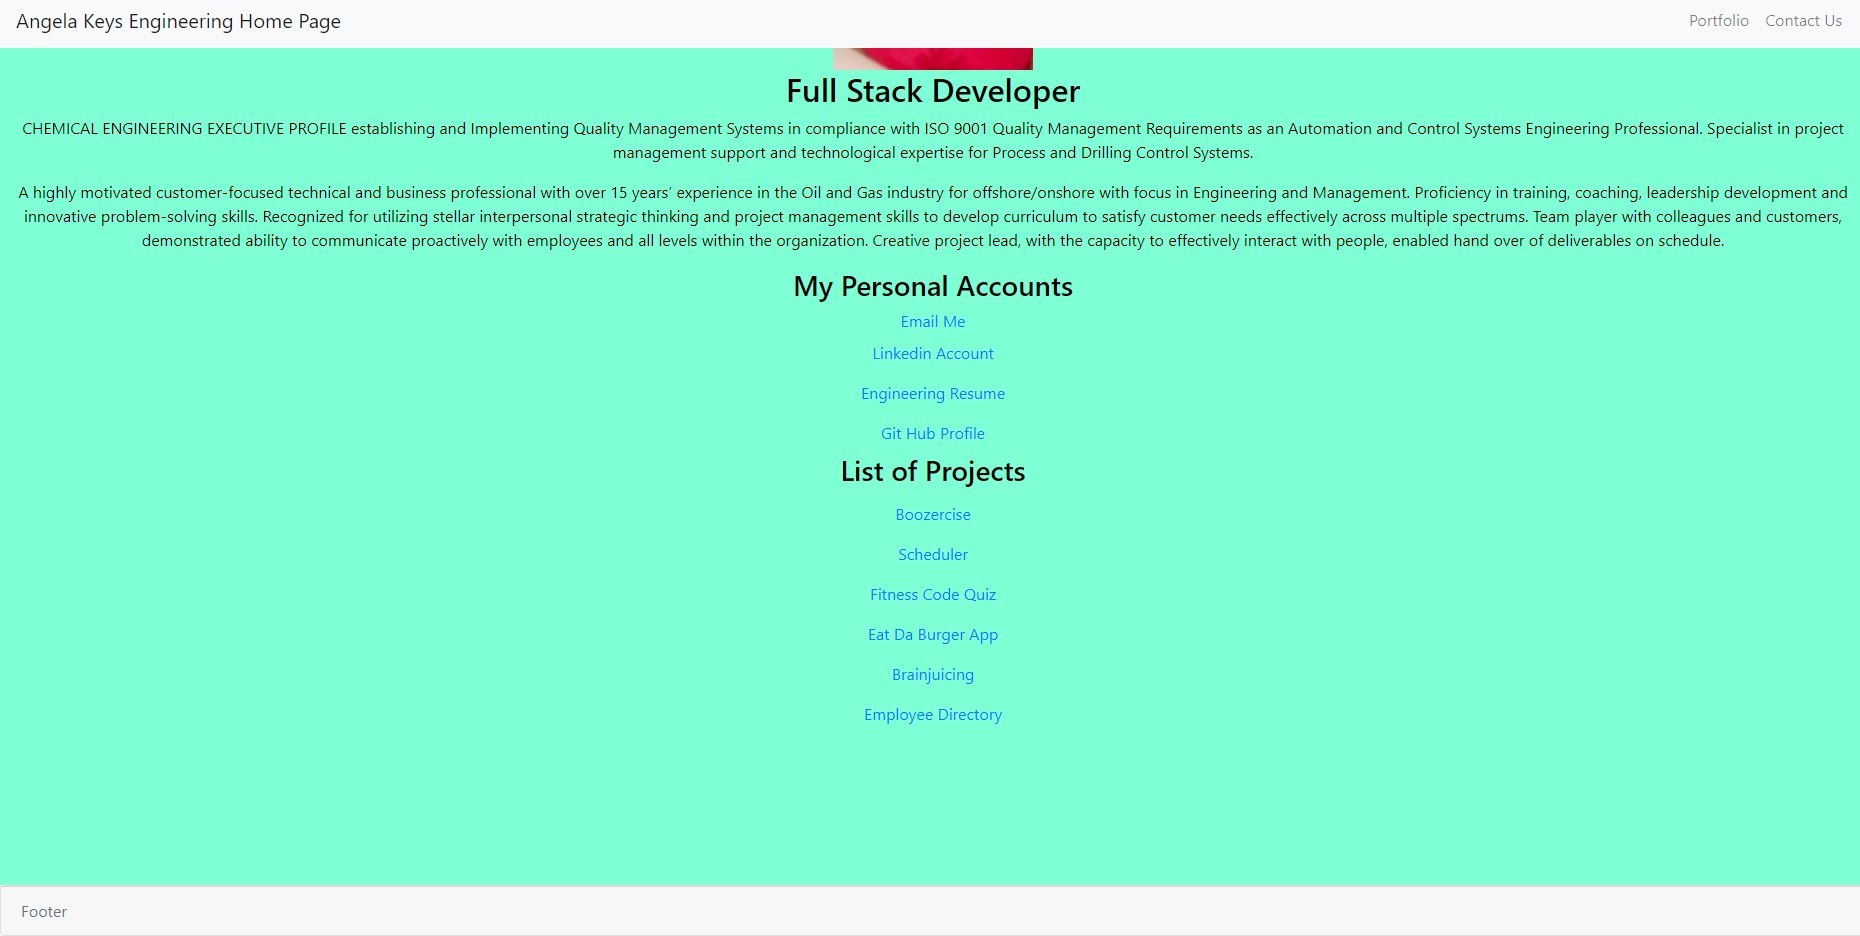 Angela Keys Engineering Home Page
Portfolio Contact Us
Full Stack Developer
CHEMICAL ENGINEERING EXECUTIVE PROFILE establishing and Implementing Quality Management Systems in compliance with ISO 9001 Quality Management Requirements as an Automation and Control Systems Engineering Professional. Specialist in project
management support and technological expertise for Process and Drilling Control Systems.
A highly motivated customer-focused technical and business professional with over 15 years’ experience in the Oil and Gas industry for offshore/onshore with focus in Engineering and Management. Proficiency in training, coaching, leadership development and
innovative problem-solving skills. Recognized for utilizing stellar interpersonal strategic thinking and project management skills to develop curriculum to satisfy customer needs effectively across multiple spectrums. Team player with colleagues and customers,
demonstrated ability to communicate proactively with employees and all levels within the organization. Creative project lead, with the capacity to effectively interact with people, enabled hand over of deliverables on schedule.
My Personal Accounts
Email Me
Linkedin Account
Engineering Resume
Git Hub Profile
List of Projects
Boozercise
Scheduler
Fitness Code Quiz
Eat Da Burger App
Brainjuicing
Employee Directory
Footer